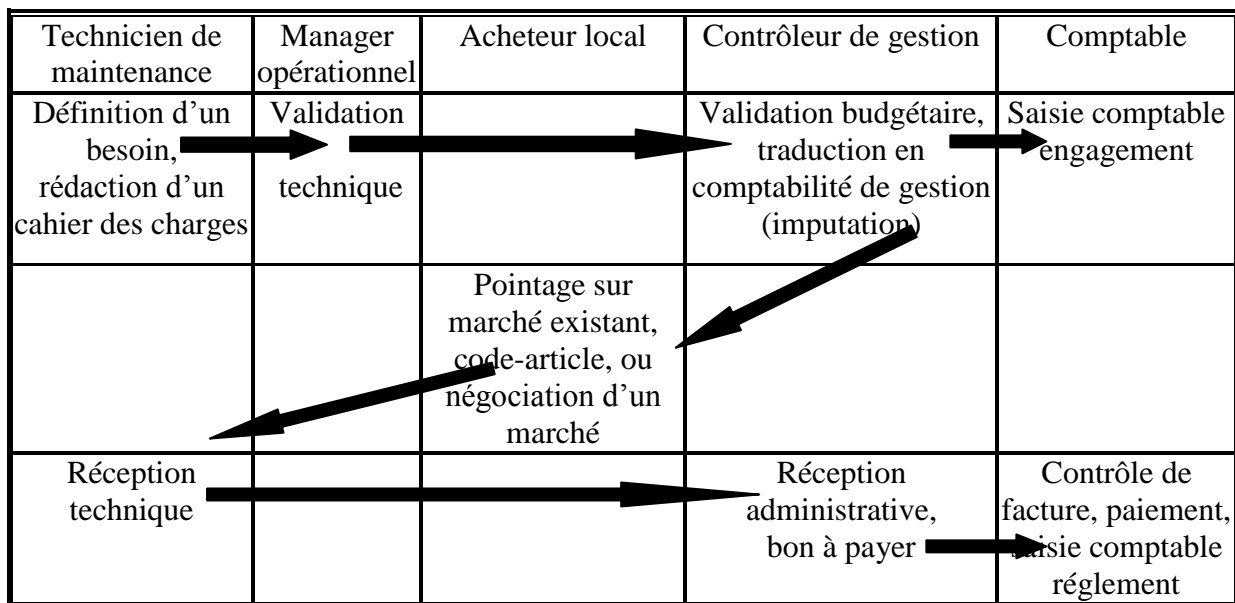 Technicien de
maintenance
Manager
opérationnel
Acheteur local
Contrôleur de gestion
Comptable
Définition d’un
besoin,
rédaction d’un
cahier des charges
Validation
technique
Validation budgétaire,
traduction en
comptabilité de gestion
(imputation)
Saisie comptable
engagement
Pointage sur
marché existant,
code-article, ou
négociation d’un
marché
Réception
technique
Réception
administrative,
bon à payer
Contrôle de
facture, paiement,
saisie comptable
réglement